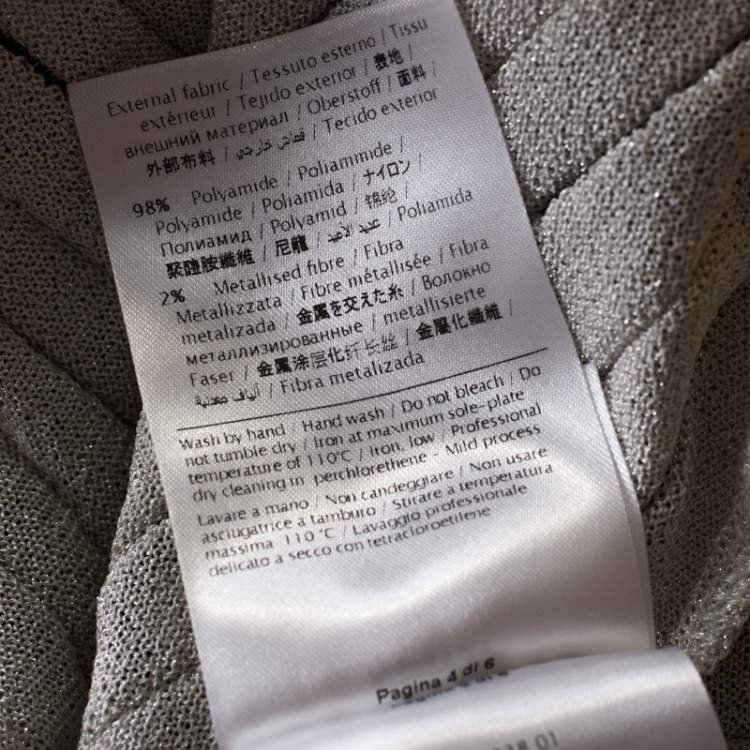 External fabric / Tessuto esterno / Tissu
extérieur / Tejido exterior / 表地 /
внешний материал / Oberstoff / 面料 /
外部布料 / قماش خارجي / Tecido exterior
98% Polyamide / Poliammide /
Polyamide / Poliamida / ナイロン /
Полиамид / Polyamid / 锦纶 /
聚醯胺纖維 / 尼龍 / / Poliamida
2% Metallised fibre / Fibra
Metallizzata / Fibre métallisée / Fibra
metalizada / 金属を交えた糸 / Волокно
металлизированные / metallisierte
Faser / 金属涂层化纤长丝 / 金屬化纖維 /
ألياف معدنية / Fibra metalizada
Wash by hand / Hand wash / Do not bleach / Do
not tumble dry / Iron at maximum sole-plate
temperature of 110°C / Iron, low / Professional
dry cleaning in perchlorethene - Mild process
Lavare a mano / Non candeggiare / Non usare
asciugatrice a tamburo / Stirare a temperatura
massima 110 °C / Lavaggio professionale
delicato a secco con tetracloroetilene
Pagina 4 di 6